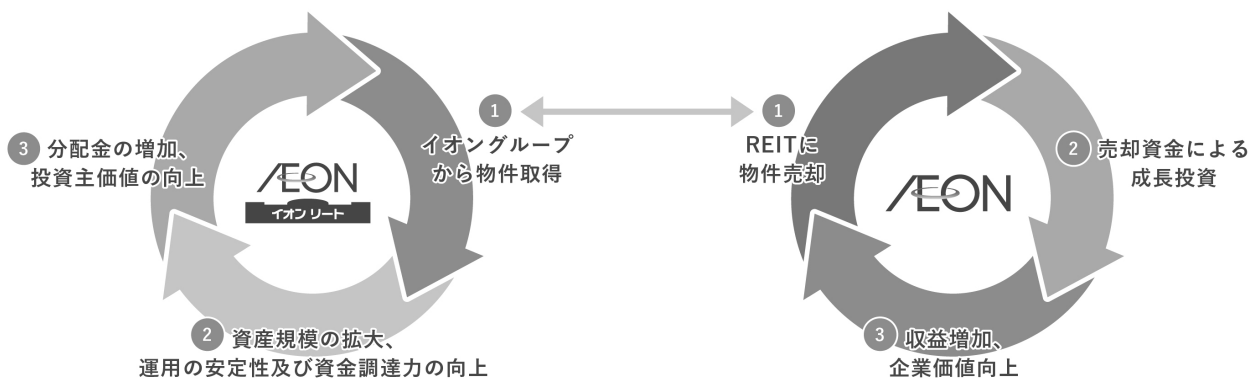 1
イオングループ
から物件取得
2 資産規模の拡大、
運用の安定性及び資金調達力の向上
3 分配金の増加、
投資主価値の向上
ÆON
イオン リート
1
REITに
物件売却
2 売却資金による
成長投資
3 収益増加、
企業価値向上
ÆON